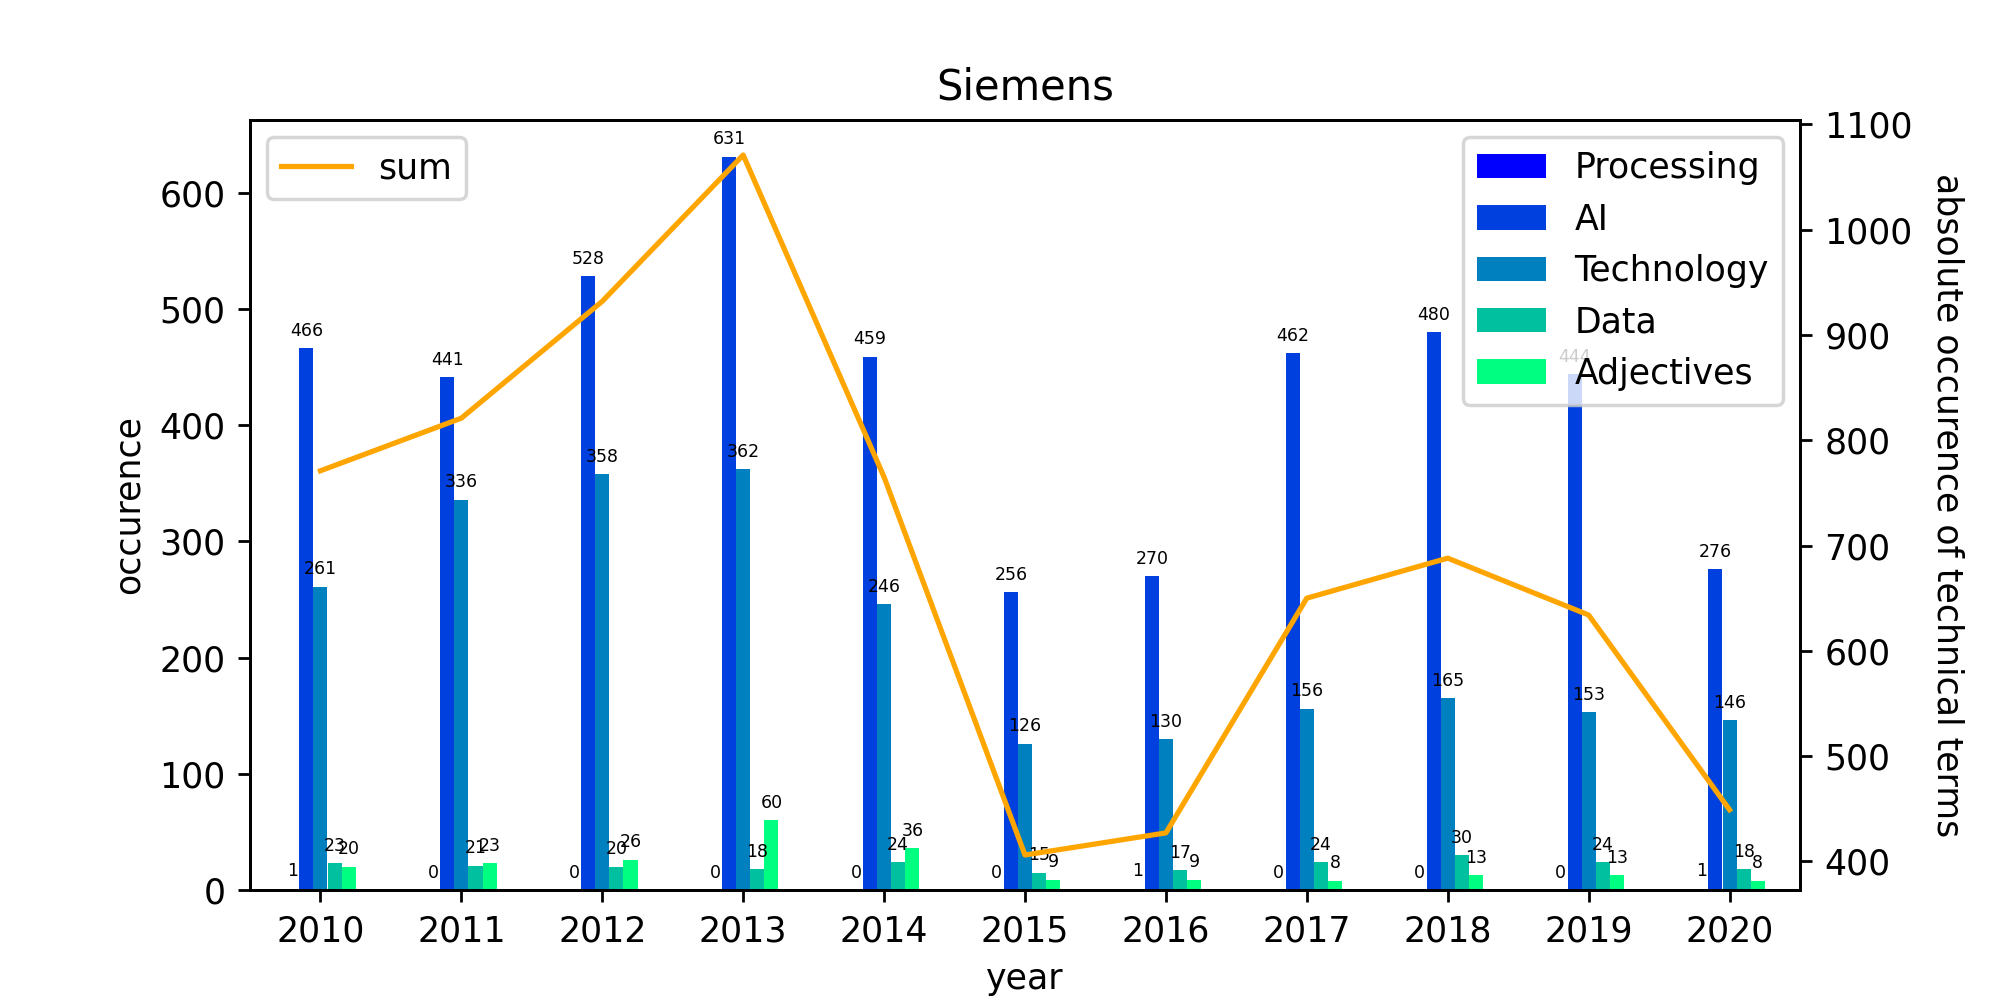 Siemens
sum
Processing
AI
Technology
Data
Adjectives
occurence
absolute occurence of technical terms
600
500
400
300
200
100
0
1100
1000
900
800
700
600
500
400
1 466 261 23 20
0 441 336 21 23
0 528 358 20 26
0 631 362 18 60
0 459 246 24 36
0 256 126 15 9
1 270 130 17 9
0 462 156 24 8
0 480 165 30 13
0 444 153 24 13
1 276 146 18 8
2010 2011 2012 2013 2014 2015 2016 2017 2018 2019 2020
year